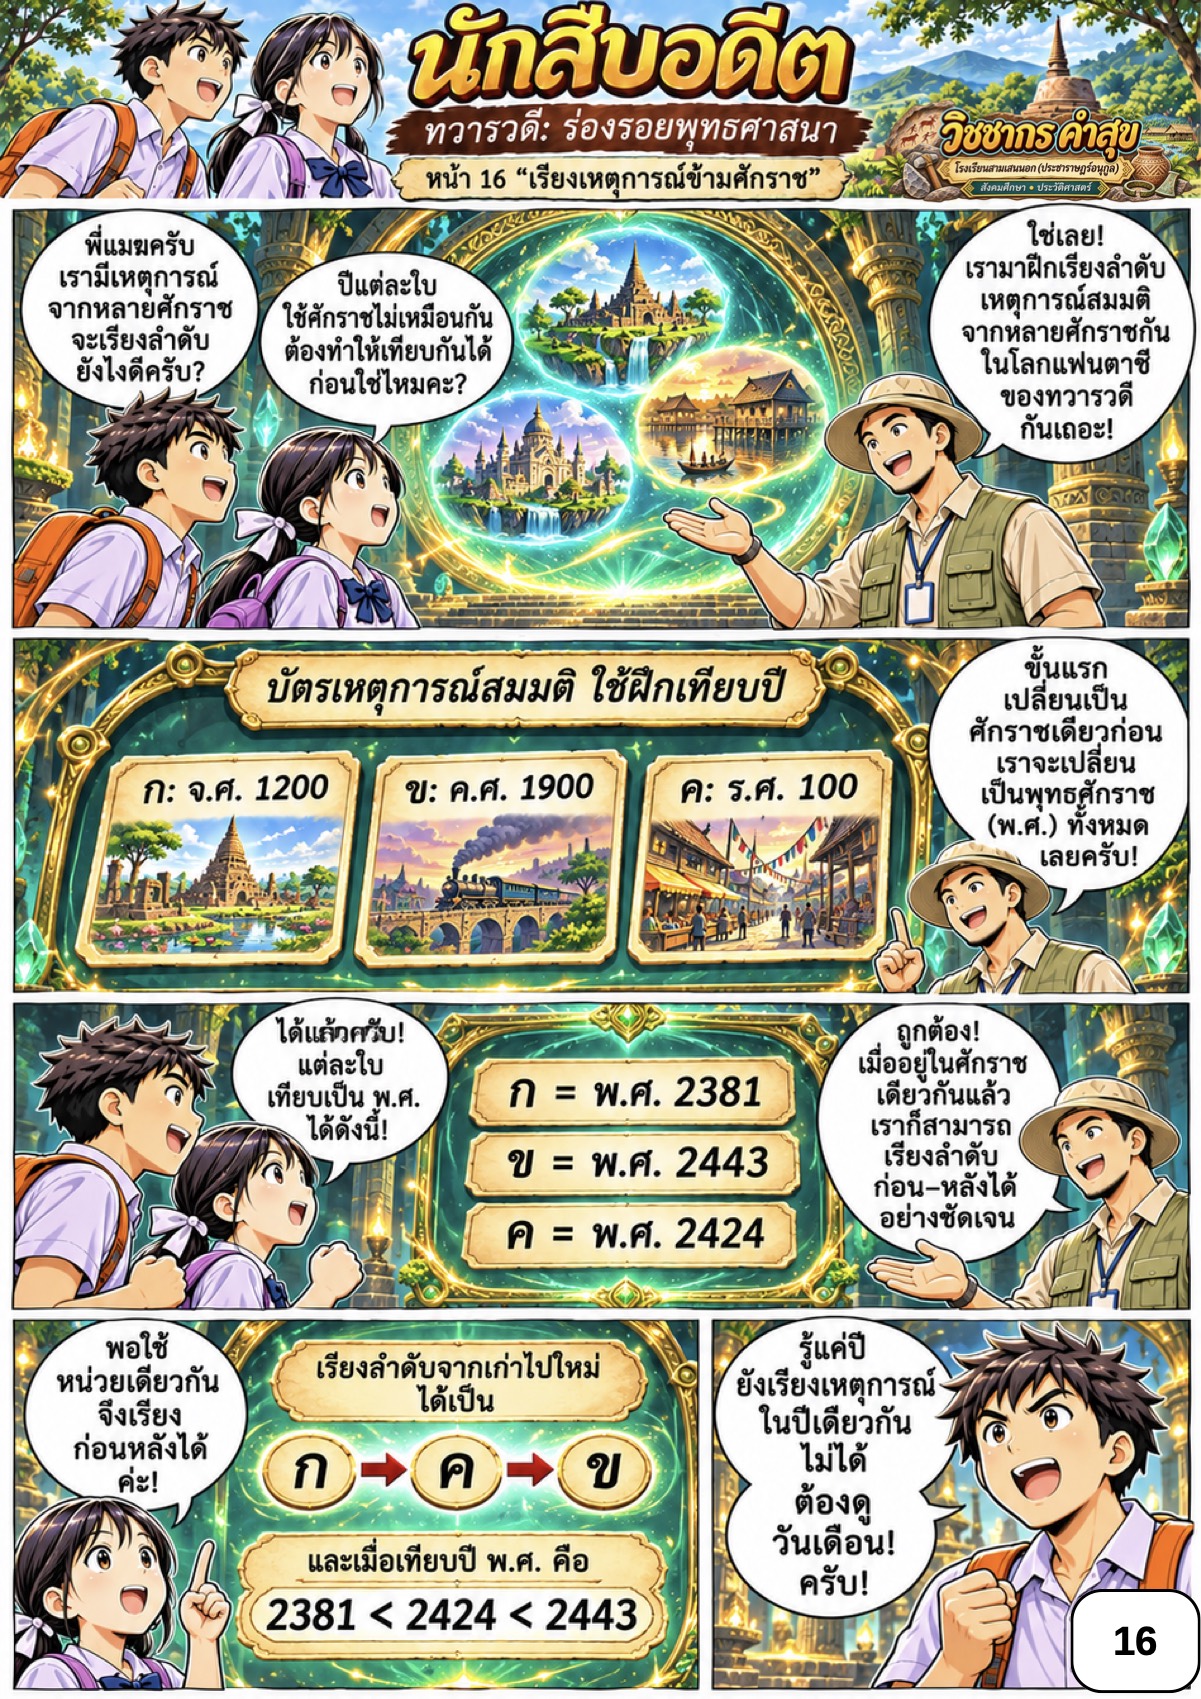 นักสืบอดีต
ทวารวดี: ร่องรอยพุทธศาสนา
หน้า 16 “เรียงเหตุการณ์ข้ามศักราช”
วิชชากร คำสุข
โรงเรียนสามเสนนอก (ประชาราษฎร์อนุกูล)
สังคมศึกษา • ประวัติศาสตร์
พี่แมฆครับ
เรามีเหตุการณ์
จากหลายศักราช
จะเรียงลำดับ
ยังไงดีครับ?
ปีแต่ละใบ
ใช้ศักราชไม่เหมือนกัน
ต้องทำให้เทียบกันได้
ก่อนใช่ไหมคะ?
ใช่เลย!
เรามาฝึกเรียงลำดับ
เหตุการณ์สมมติ
จากหลายศักราชกัน
ในโลกแฟนตาซี
ของทวารวดี
กันเถอะ!
บัตรเหตุการณ์สมมติ ใช้ฝึกเทียบปี
ก: จ.ศ. 1200
ข: ค.ศ. 1900
ค: ร.ศ. 100
ขั้นแรก
เปลี่ยนเป็น
ศักราชเดียวก่อน
เราจะเปลี่ยน
เป็นพุทธศักราช
(พ.ศ.) ทั้งหมด
เลยครับ!
ได้แล้วครับ!
แต่ละใบ
เทียบเป็น พ.ศ.
ได้ดังนี้!
ก = พ.ศ. 2381
ข = พ.ศ. 2443
ค = พ.ศ. 2424
ถูกต้อง!
เมื่ออยู่ในศักราช
เดียวกันแล้ว
เราก็สามารถ
เรียงลำดับ
ก่อน–หลังได้
อย่างชัดเจน
พอใช้
หน่วยเดียวกัน
จึงเรียง
ก่อนหลังได้
ค่ะ!
เรียงลำดับจากเก่าไปใหม่
ได้เป็น
ก → ค → ข
และเมื่อเทียบปี พ.ศ. คือ
2381 < 2424 < 2443
รู้แค่ปี
ยังเรียงเหตุการณ์
ในปีเดียวกัน
ไม่ได้
ต้องดู
วันเดือน!
ครับ!
16